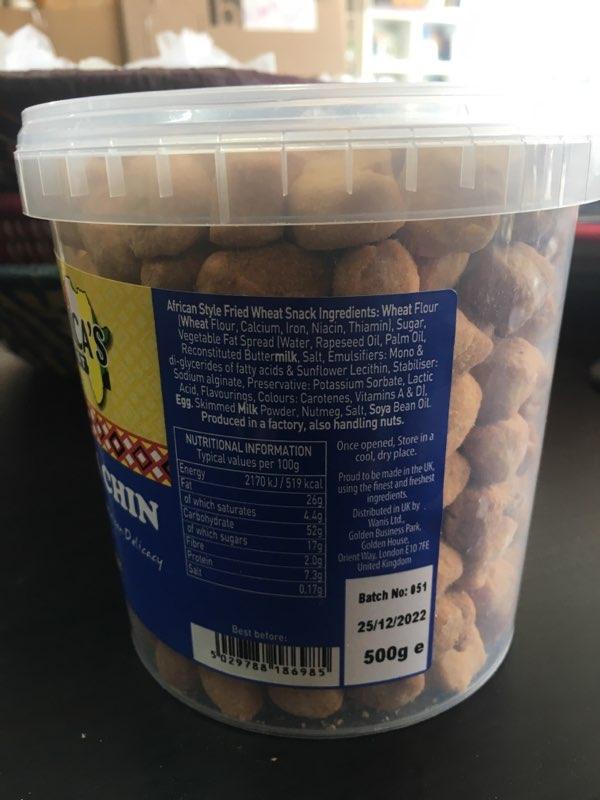 CA'S
CHIN
Delicacy
African Style Fried Wheat Snack Ingredients: Wheat Flour
(Wheat Flour, Calcium, Iron, Niacin, Thiamin), Sugar,
Vegetable Fat Spread (Water, Rapeseed Oil, Palm Oil,
Reconstituted Buttermilk, Salt, Emulsifiers: Mono &
di-glycerides of fatty acids & Sunflower Lecithin, Stabiliser:
Sodium alginate, Preservative: Potassium Sorbate, Lactic
Acid, Flavourings, Colours: Carotenes, Vitamins A & D),
Egg, Skimmed Milk Powder, Nutmeg, Salt, Soya Bean Oil.
Produced in a factory, also handling nuts.
NUTRITIONAL INFORMATION
Typical values per 100g
Energy 2170 kJ / 519 kcal
Fat 26g
of which saturates 4.4g
Carbohydrate 52g
of which sugars 17g
Fibre 2.0g
Protein 7.3g
Salt 0.17g
Once opened, Store in a
cool, dry place.
Proud to be made in the UK,
using the finest and freshest
ingredients.
Distributed in UK by
Wanis Ltd.,
Golden Business Park,
Golden House,
Orient Way, London E10 7FE
United Kingdom
Best before:
5 029788 186985
Batch No: 051
25/12/2022
500g e